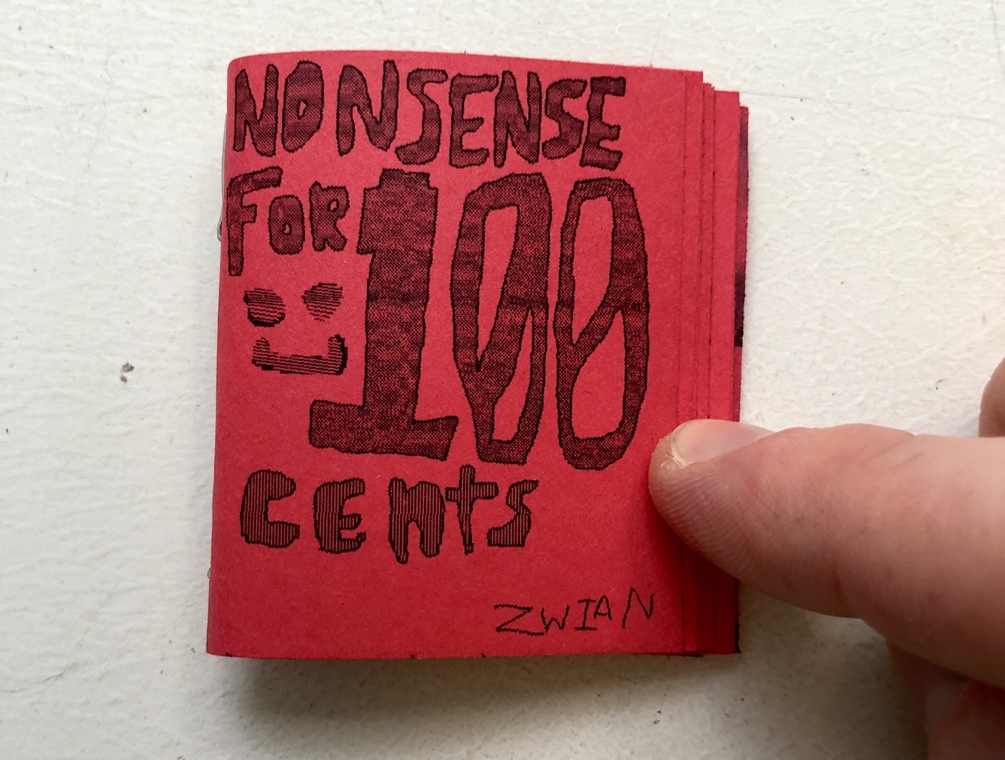 NONSENSE
FOR 100
cents
ZWIAN